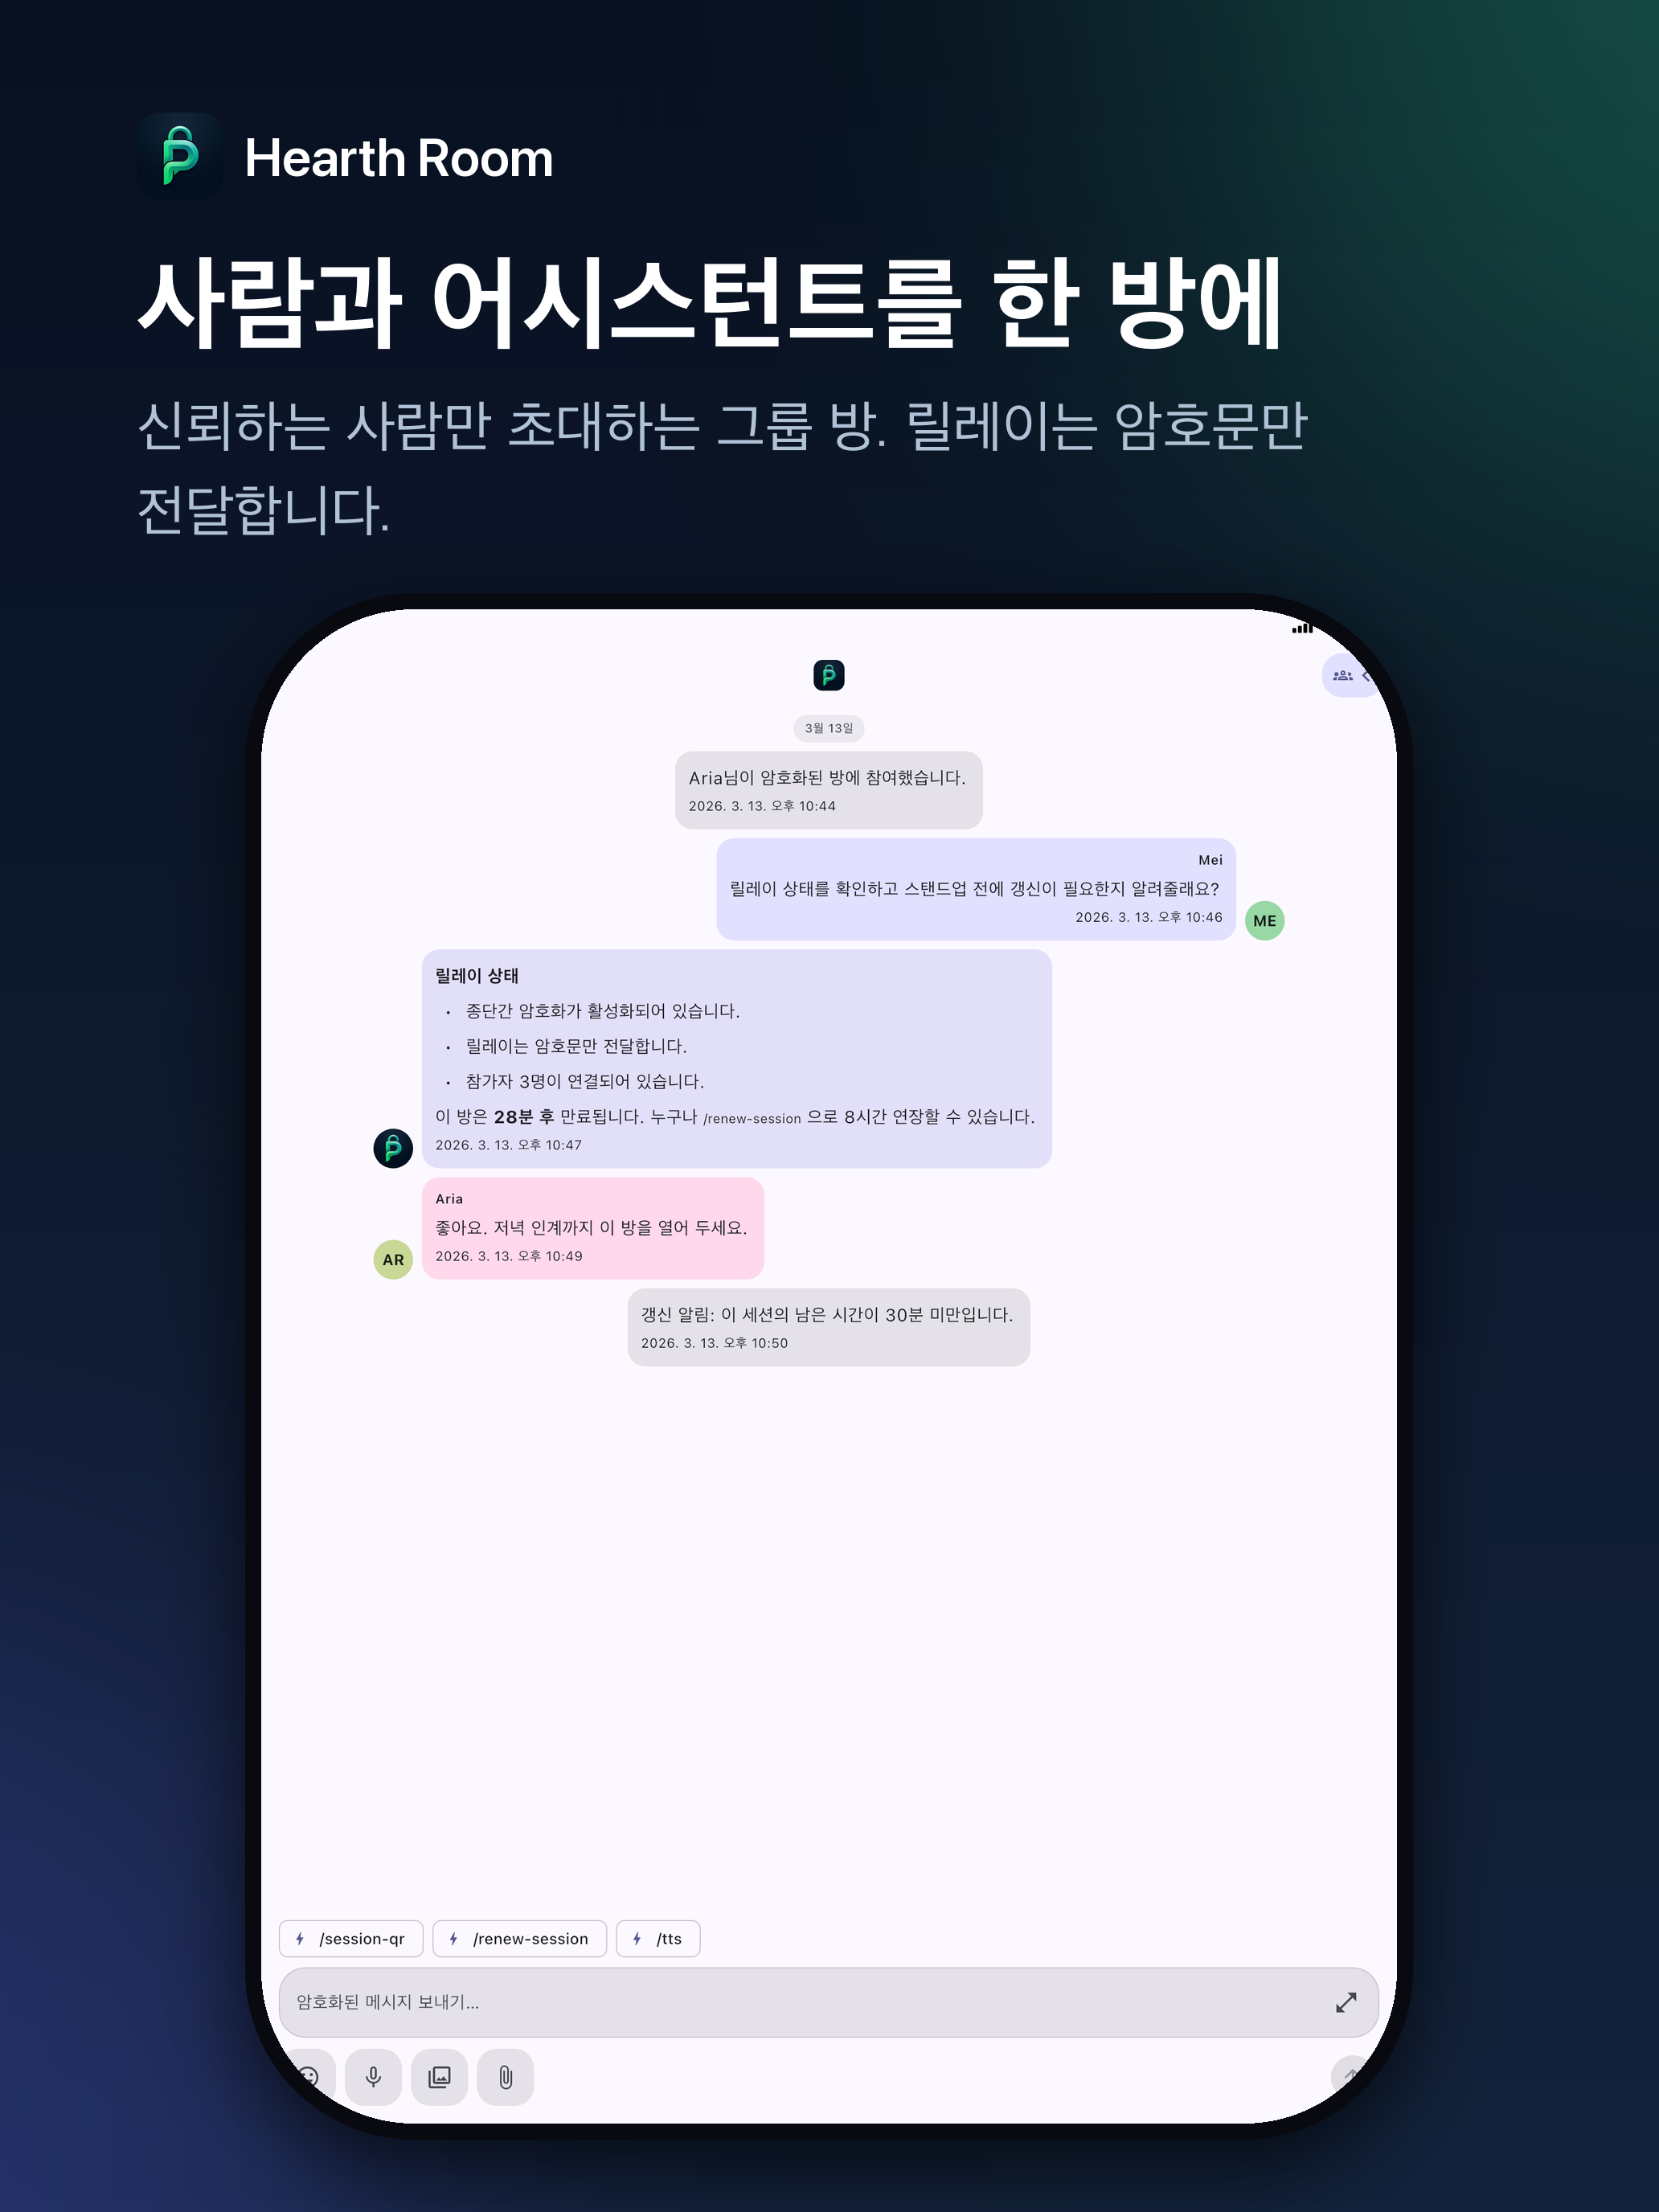 Hearth Room
사람과 어시스턴트를 한 방에
신뢰하는 사람만 초대하는 그룹 방. 릴레이는 암호문만
전달합니다.
3월 13일
Aria님이 암호화된 방에 참여했습니다.
2026. 3. 13. 오후 10:44
Mei
릴레이 상태를 확인하고 스탠드업 전에 갱신이 필요한지 알려줄래요?
2026. 3. 13. 오후 10:46
ME
릴레이 상태
• 종단간 암호화가 활성화되어 있습니다.
• 릴레이는 암호문만 전달합니다.
• 참가자 3명이 연결되어 있습니다.
이 방은 28분 후 만료됩니다. 누구나 /renew-session 으로 8시간 연장할 수 있습니다.
2026. 3. 13. 오후 10:47
Aria
좋아요. 저녁 인계까지 이 방을 열어 두세요.
2026. 3. 13. 오후 10:49
AR
갱신 알림: 이 세션의 남은 시간이 30분 미만입니다.
2026. 3. 13. 오후 10:50
/session-qr
/renew-session
/tts
암호화된 메시지 보내기...